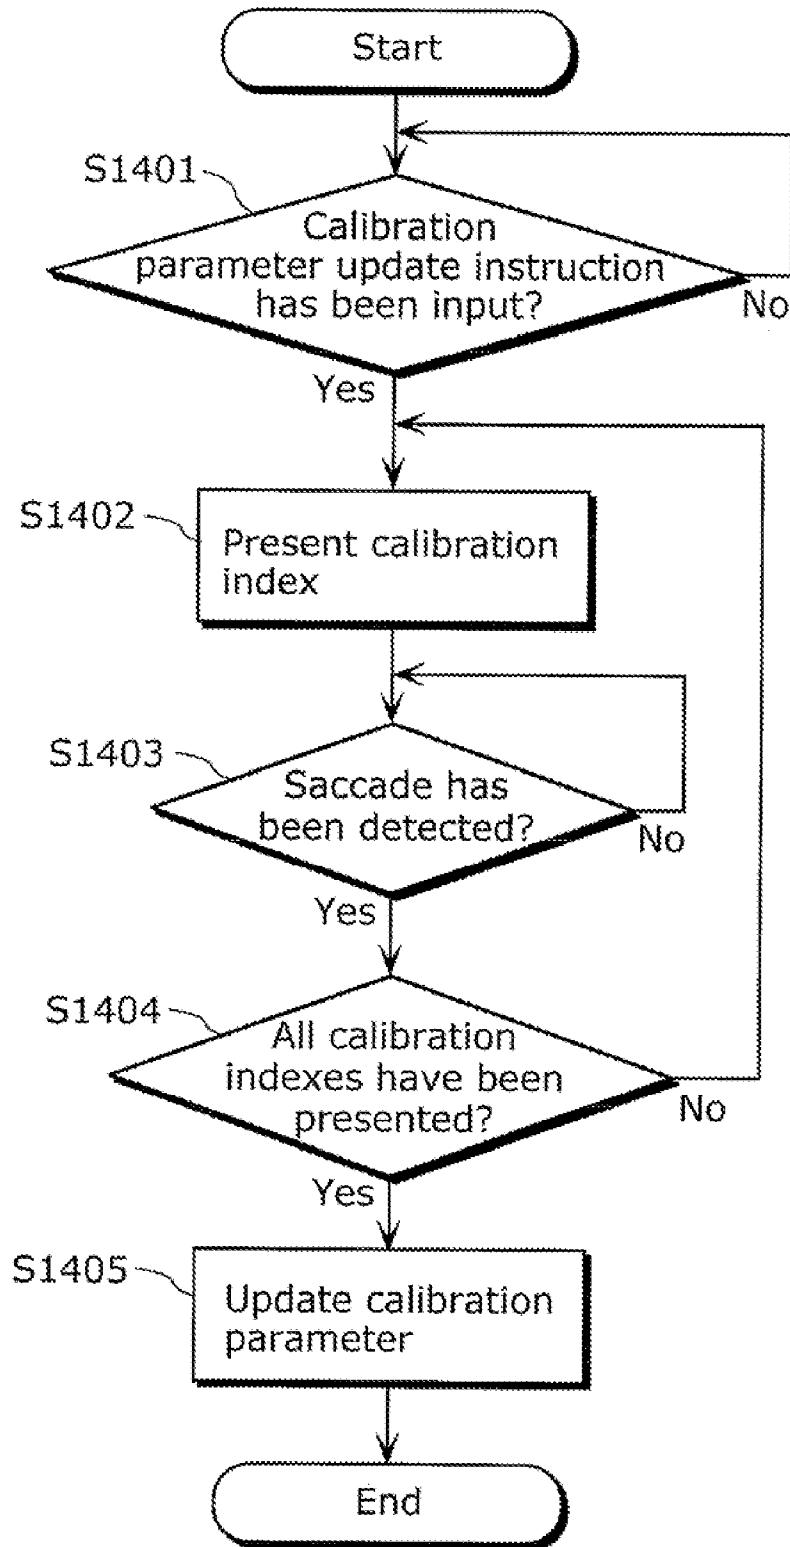 Start
S1401
Calibration
parameter update instruction
has been input?
No
Yes
S1402
Present calibration
index
S1403
Saccade has
been detected?
No
Yes
S1404
All calibration
indexes have been
presented?
No
Yes
S1405
Update calibration
parameter
End